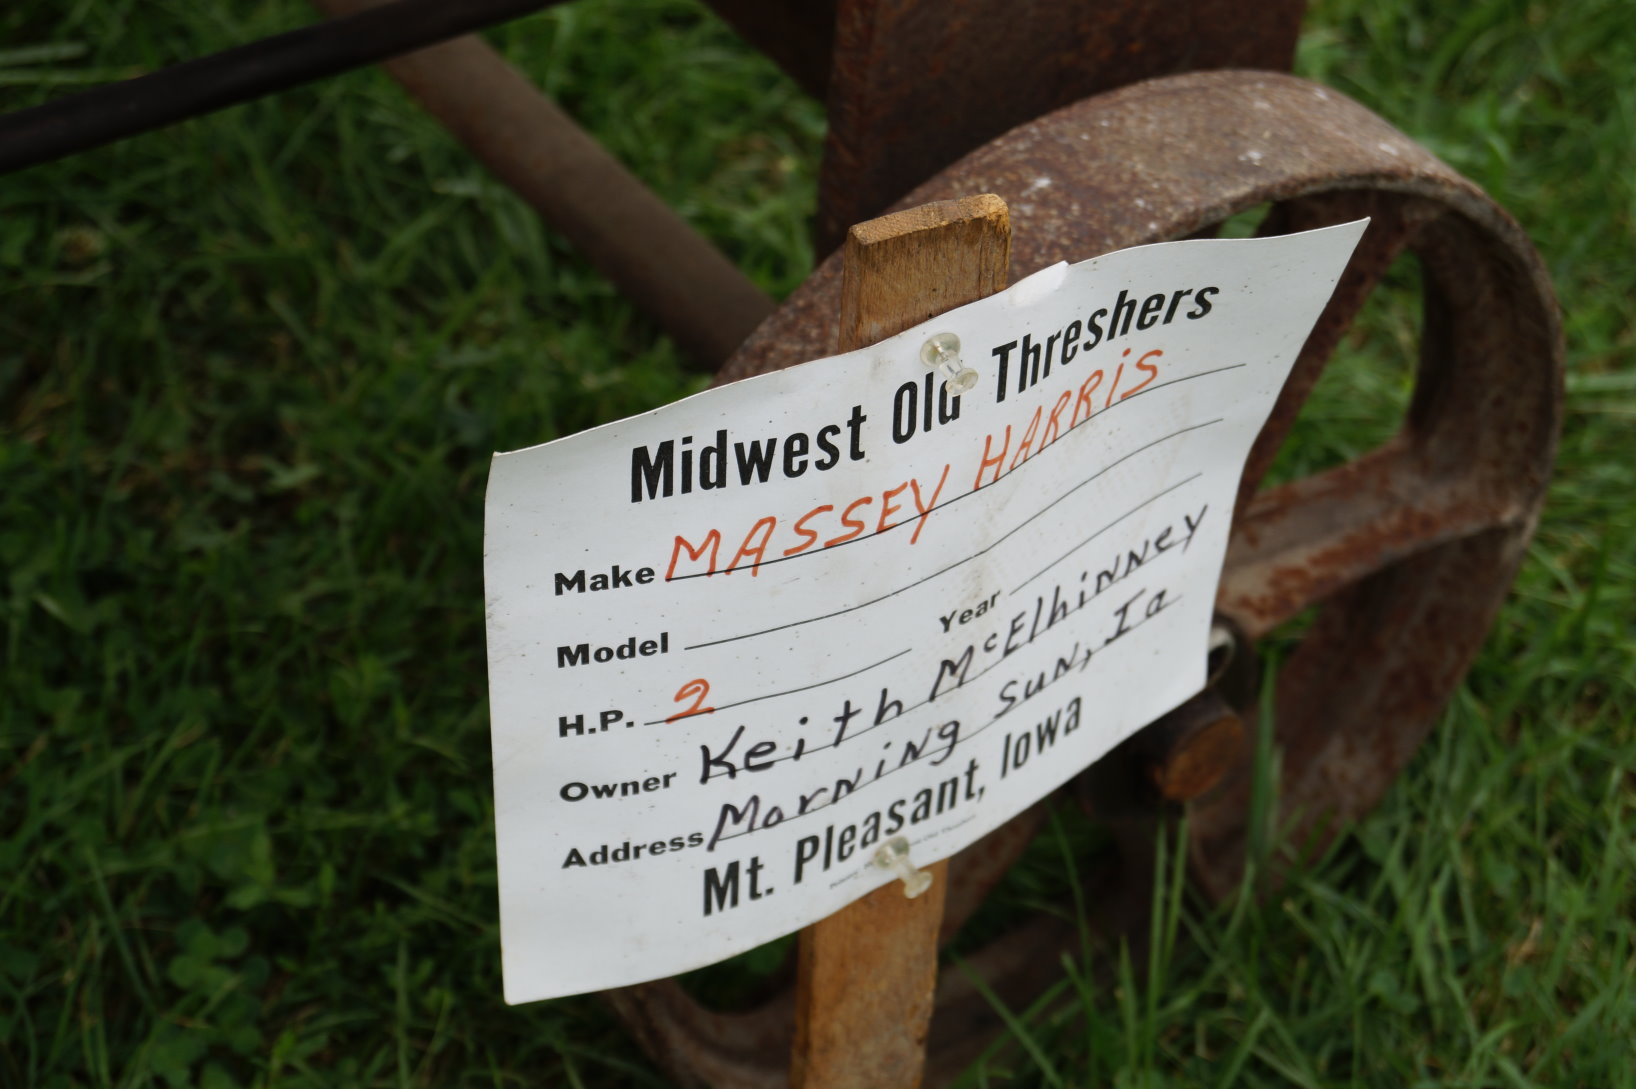 Midwest Old Threshers
Make MASSEY HARRIS
Model
H.P. 2 Year
Owner Keith McElhinney
Address Morning Sun, Ia
Mt. Pleasant, Iowa